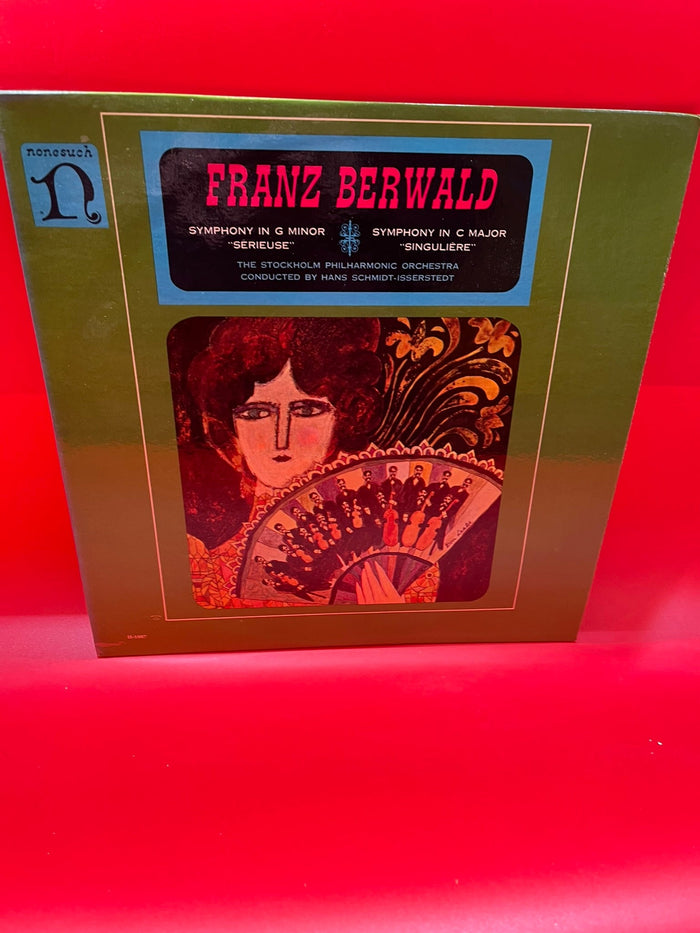 nonesuch
n
FRANZ BERWALD
SYMPHONY IN G MINOR
"SÉRIEUSE"
SYMPHONY IN C MAJOR
"SINGULIÈRE"
THE STOCKHOLM PHILHARMONIC ORCHESTRA
CONDUCTED BY HANS SCHMIDT-ISSERSTEDT